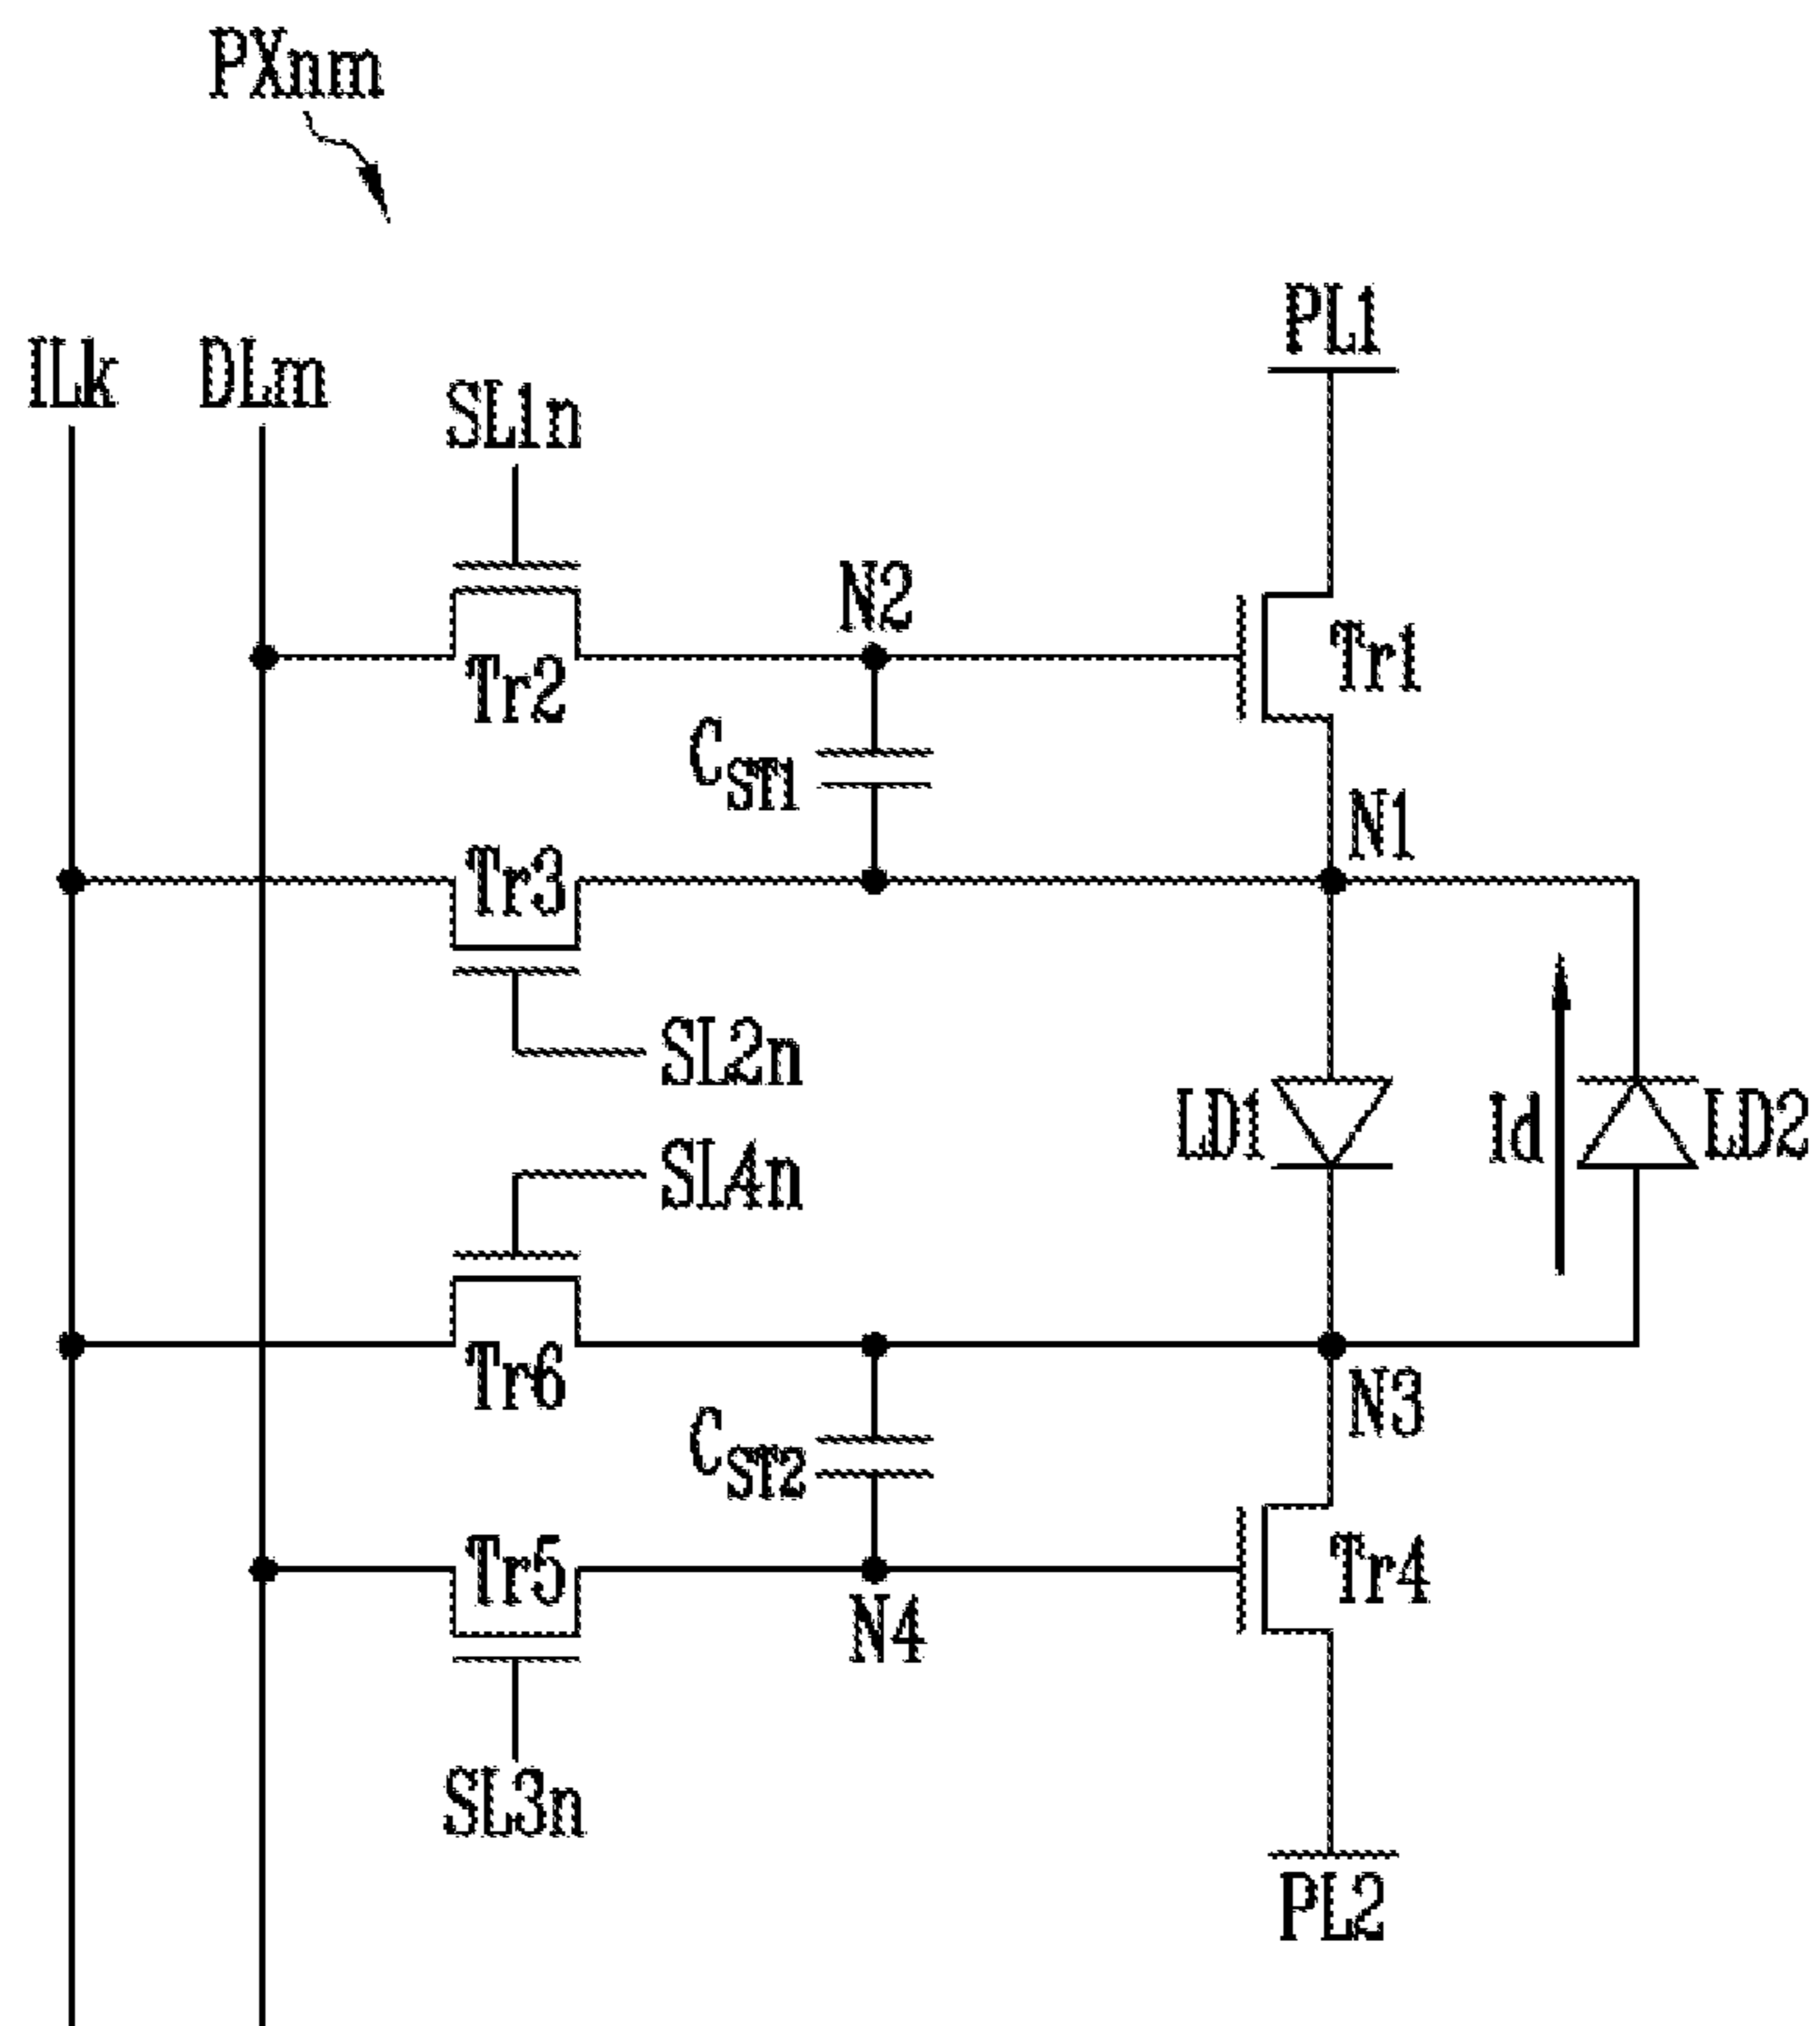 PXnm
PL1
ILk
DLm
SL1n
N2
Tr1
Tr2
CST1
N1
Tr3
SL2n
LD1
Id
LD2
SL4n
Tr6
N3
CST2
Tr5
Tr4
N4
SL3n
PL2